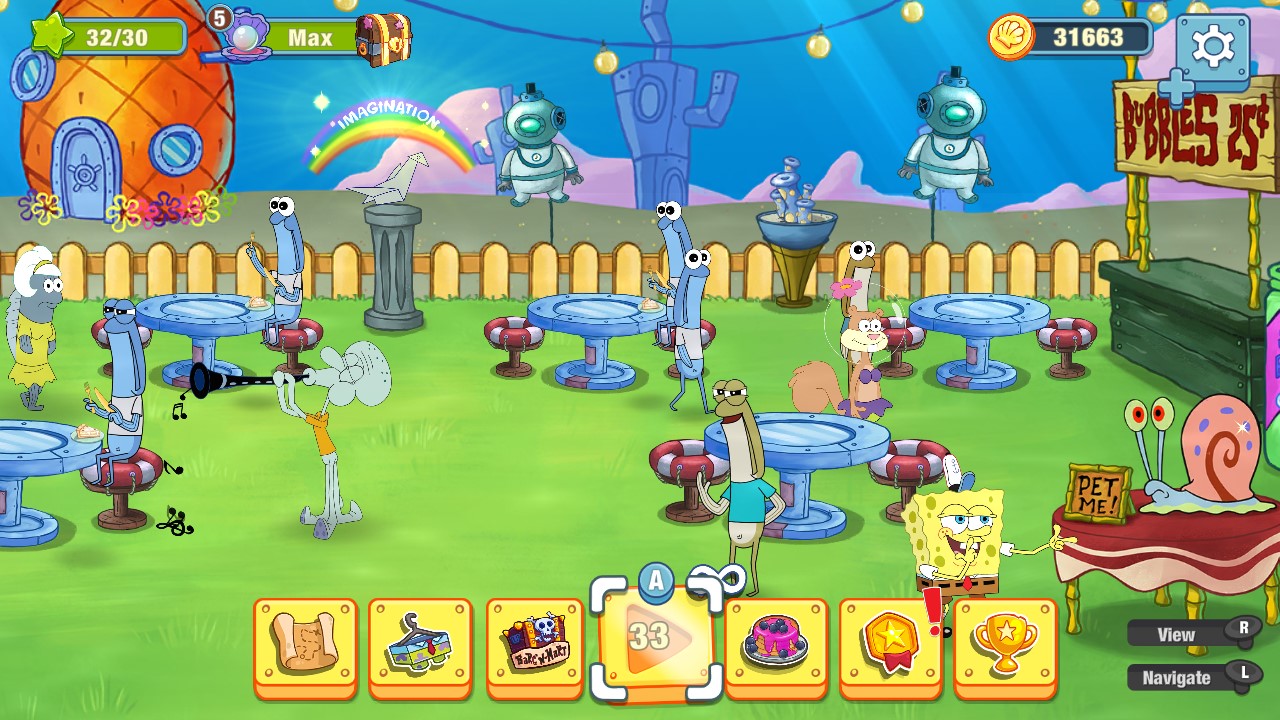 32/30
5
Max
31663
"IMAGINATION"
BUBBLES 25¢
PET
ME!
A
33
BARG'N-MART
!
View
R
Navigate
L